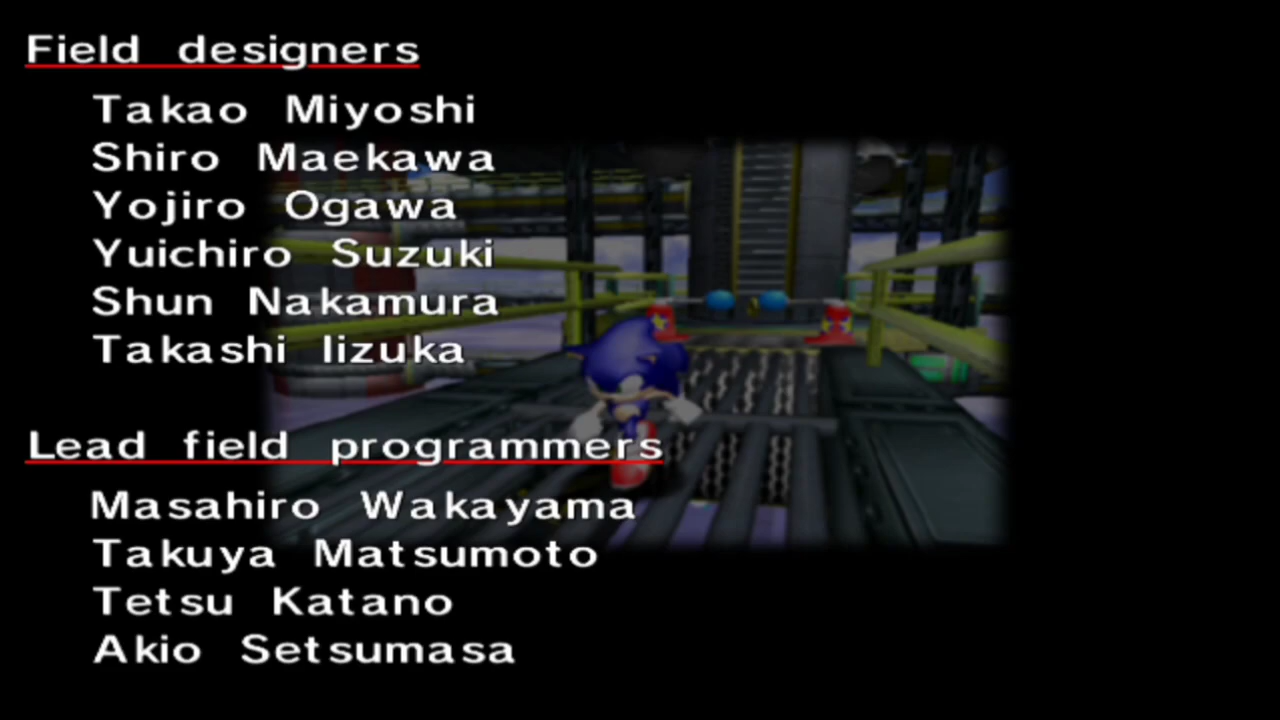 Field designers
Takao Miyoshi
Shiro Maekawa
Yojiro Ogawa
Yuichiro Suzuki
Shun Nakamura
Takashi Iizuka
Lead field programmers
Masahiro Wakayama
Takuya Matsumoto
Tetsu Katano
Akio Setsumasa